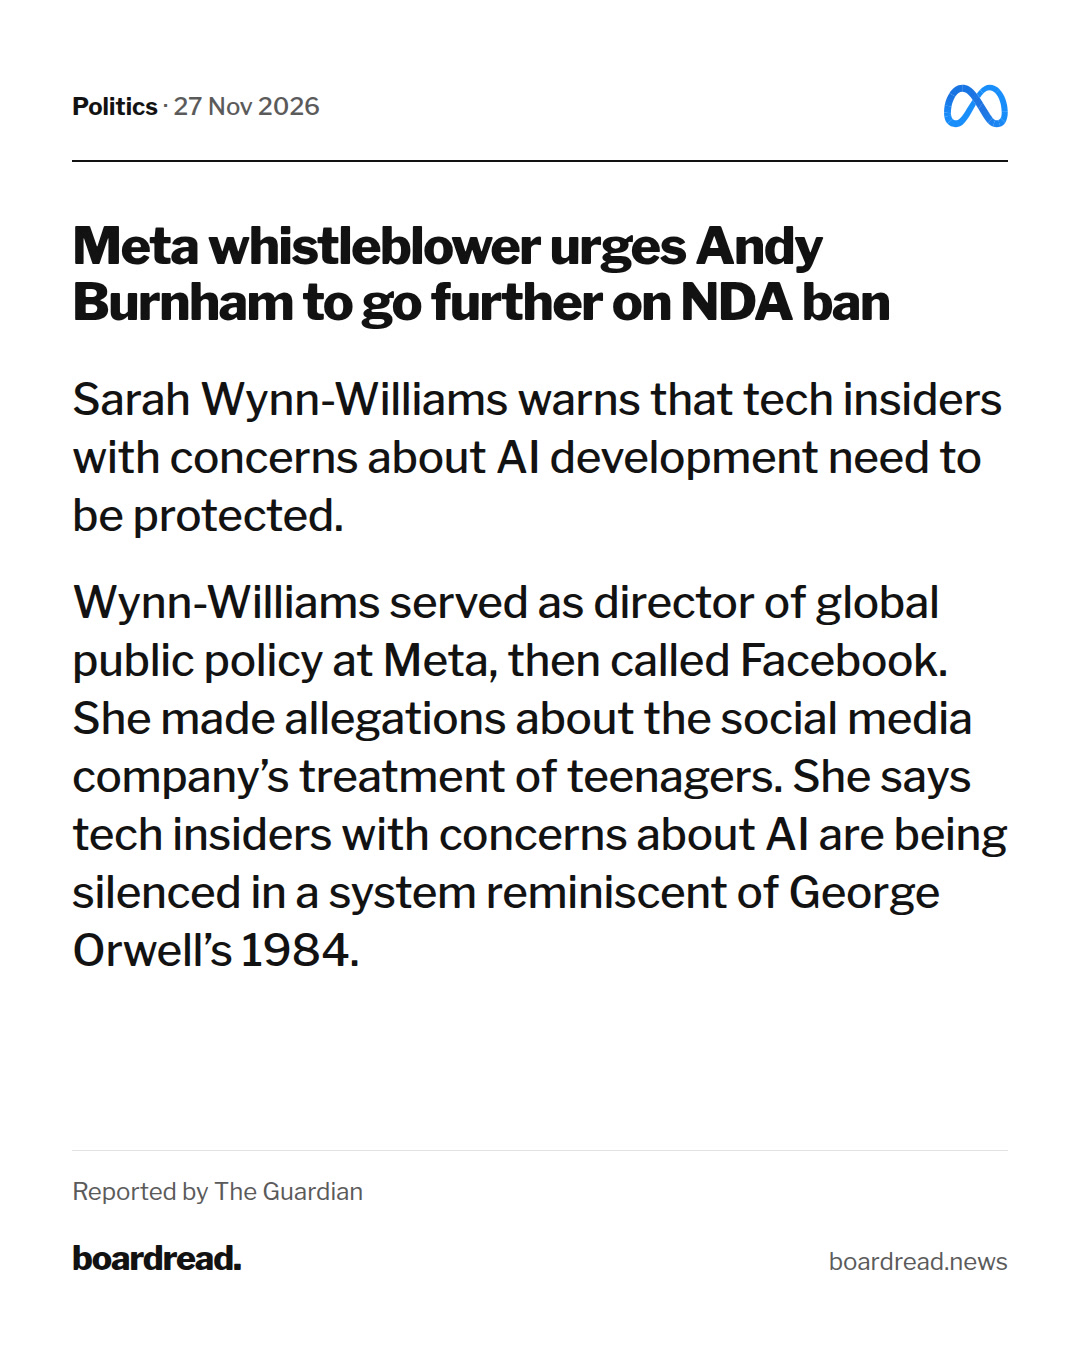 Politics · 27 Nov 2026
Meta whistleblower urges Andy
Burnham to go further on NDA ban
Sarah Wynn-Williams warns that tech insiders
with concerns about AI development need to
be protected.
Wynn-Williams served as director of global
public policy at Meta, then called Facebook.
She made allegations about the social media
company’s treatment of teenagers. She says
tech insiders with concerns about AI are being
silenced in a system reminiscent of George
Orwell’s 1984.
Reported by The Guardian
boardread.
boardread.news